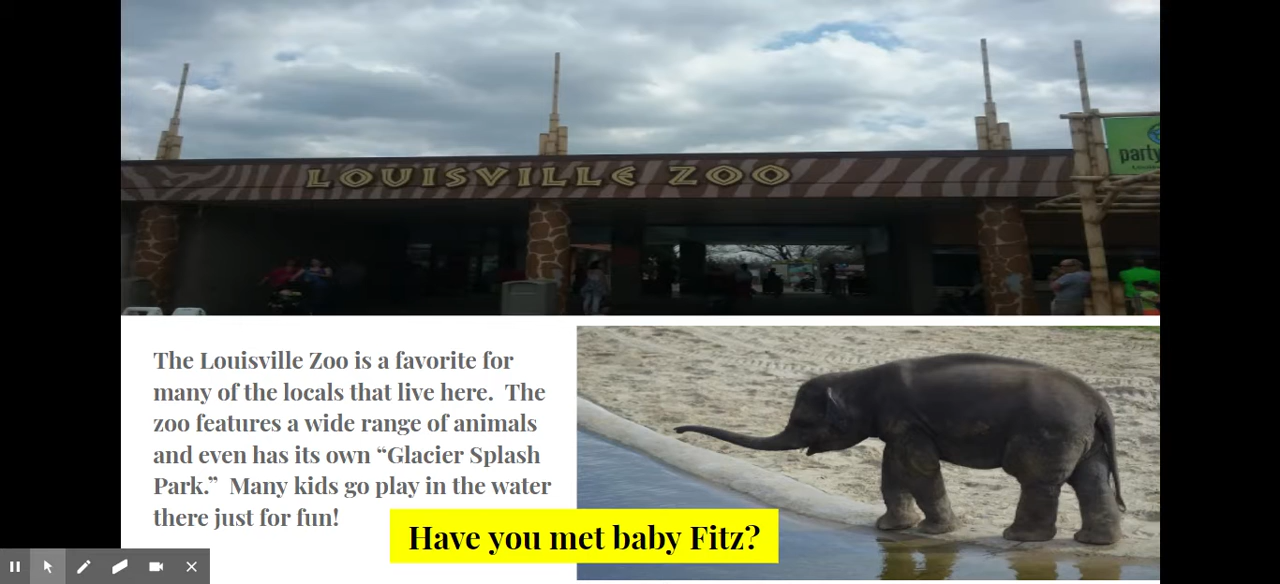 LOUISVILLE ZOO
party
The Louisville Zoo is a favorite for
many of the locals that live here.  The
zoo features a wide range of animals
and even has its own “Glacier Splash
Park.”  Many kids go play in the water
there just for fun!
Have you met baby Fitz?